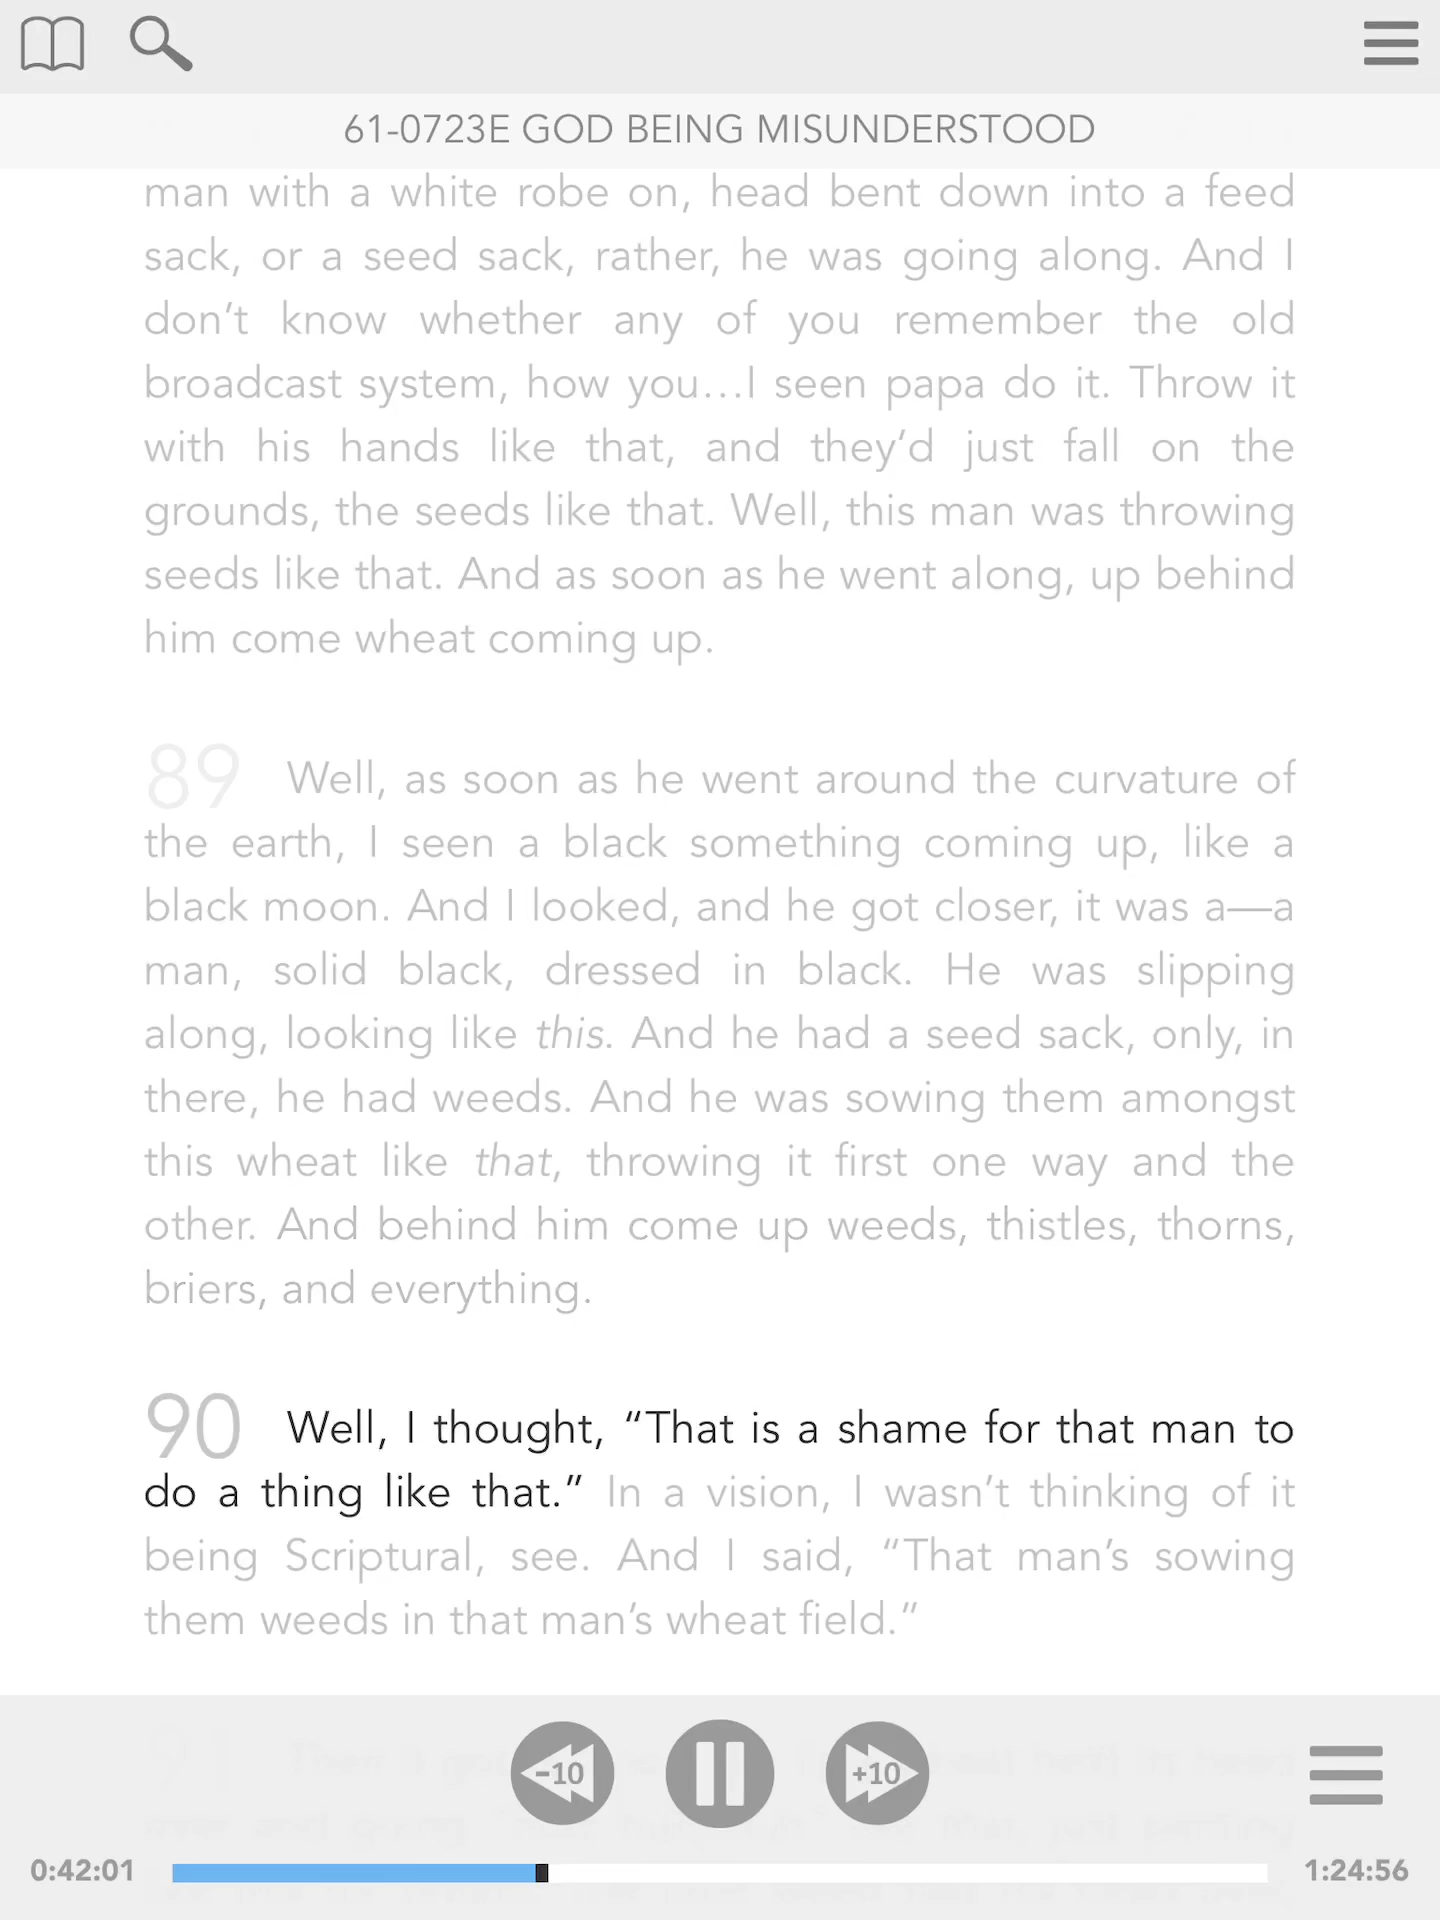 61-0723E GOD BEING MISUNDERSTOOD
man with a white robe on, head bent down into a feed
sack, or a seed sack, rather, he was going along. And I
don’t know whether any of you remember the old
broadcast system, how you…I seen papa do it. Throw it
with his hands like that, and they’d just fall on the
grounds, the seeds like that. Well, this man was throwing
seeds like that. And as soon as he went along, up behind
him come wheat coming up.
89 Well, as soon as he went around the curvature of
the earth, I seen a black something coming up, like a
black moon. And I looked, and he got closer, it was a—a
man, solid black, dressed in black. He was slipping
along, looking like this. And he had a seed sack, only, in
there, he had weeds. And he was sowing them amongst
this wheat like that, throwing it first one way and the
other. And behind him come up weeds, thistles, thorns,
briers, and everything.
90 Well, I thought, “That is a shame for that man to
do a thing like that.” In a vision, I wasn’t thinking of it
being Scriptural, see. And I said, “That man’s sowing
them weeds in that man’s wheat field.”
-10 +10
0:42:01 1:24:56